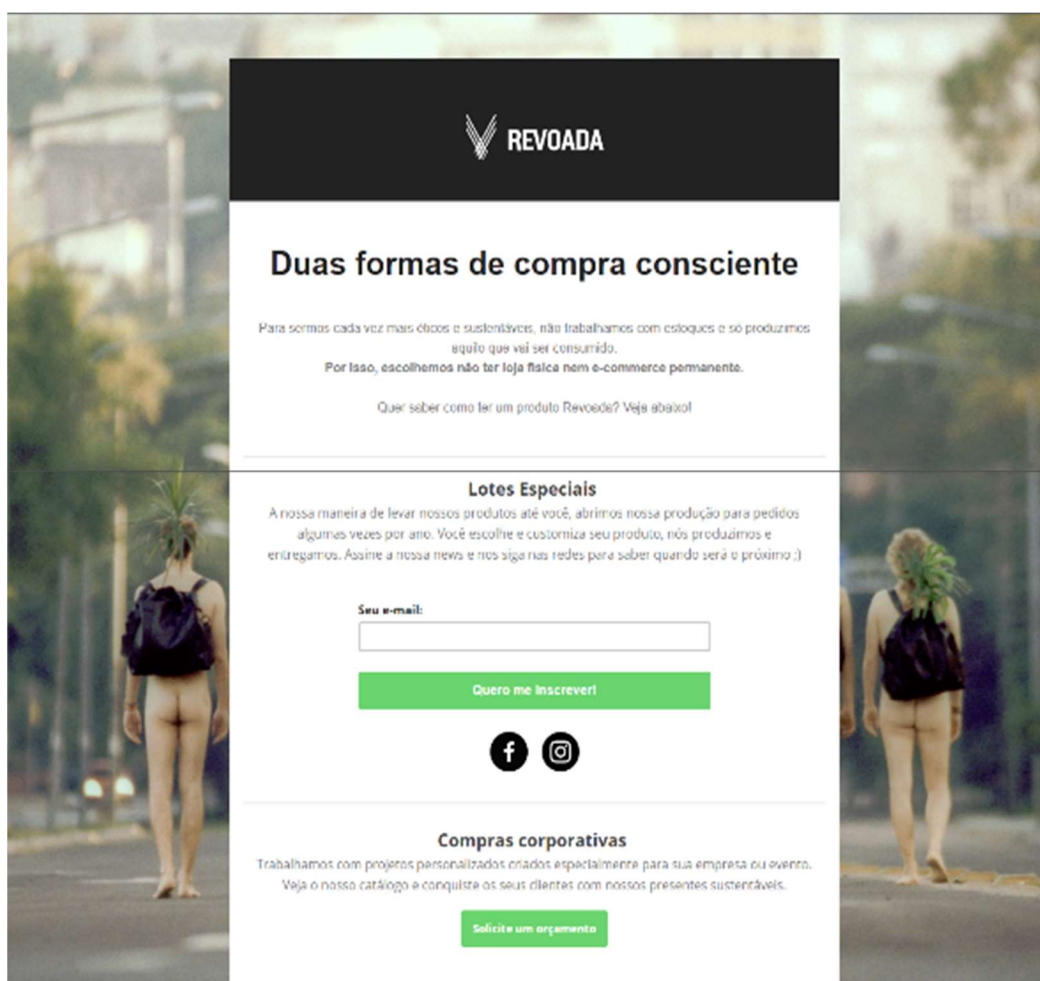 REVOADA
Duas formas de compra consciente
Para sermos cada vez mais éticos e sustentáveis, não trabalhamos com estoques e só produzimos
aquilo que vai ser consumido.
Por isso, escolhemos não ter loja física nem e-commerce permanente.
Quer saber como ter um produto Revoada? Veja abaixo!
Lotes Especiais
A nossa maneira de levar nossos produtos até você, abrimos nossa produção para pedidos
algumas vezes por ano. Você escolhe e customiza seu produto, nós produzimos e
entregamos. Assine a nossa news e nos siga nas redes para saber quando será o próximo ;)
Seu e-mail:
Quero me inscrever!
Compras corporativas
Trabalhamos com projetos personalizados criados especialmente para sua empresa ou evento.
Veja o nosso catálogo e conquiste os seus clientes com nossos presentes sustentáveis.
Solicite um orçamento